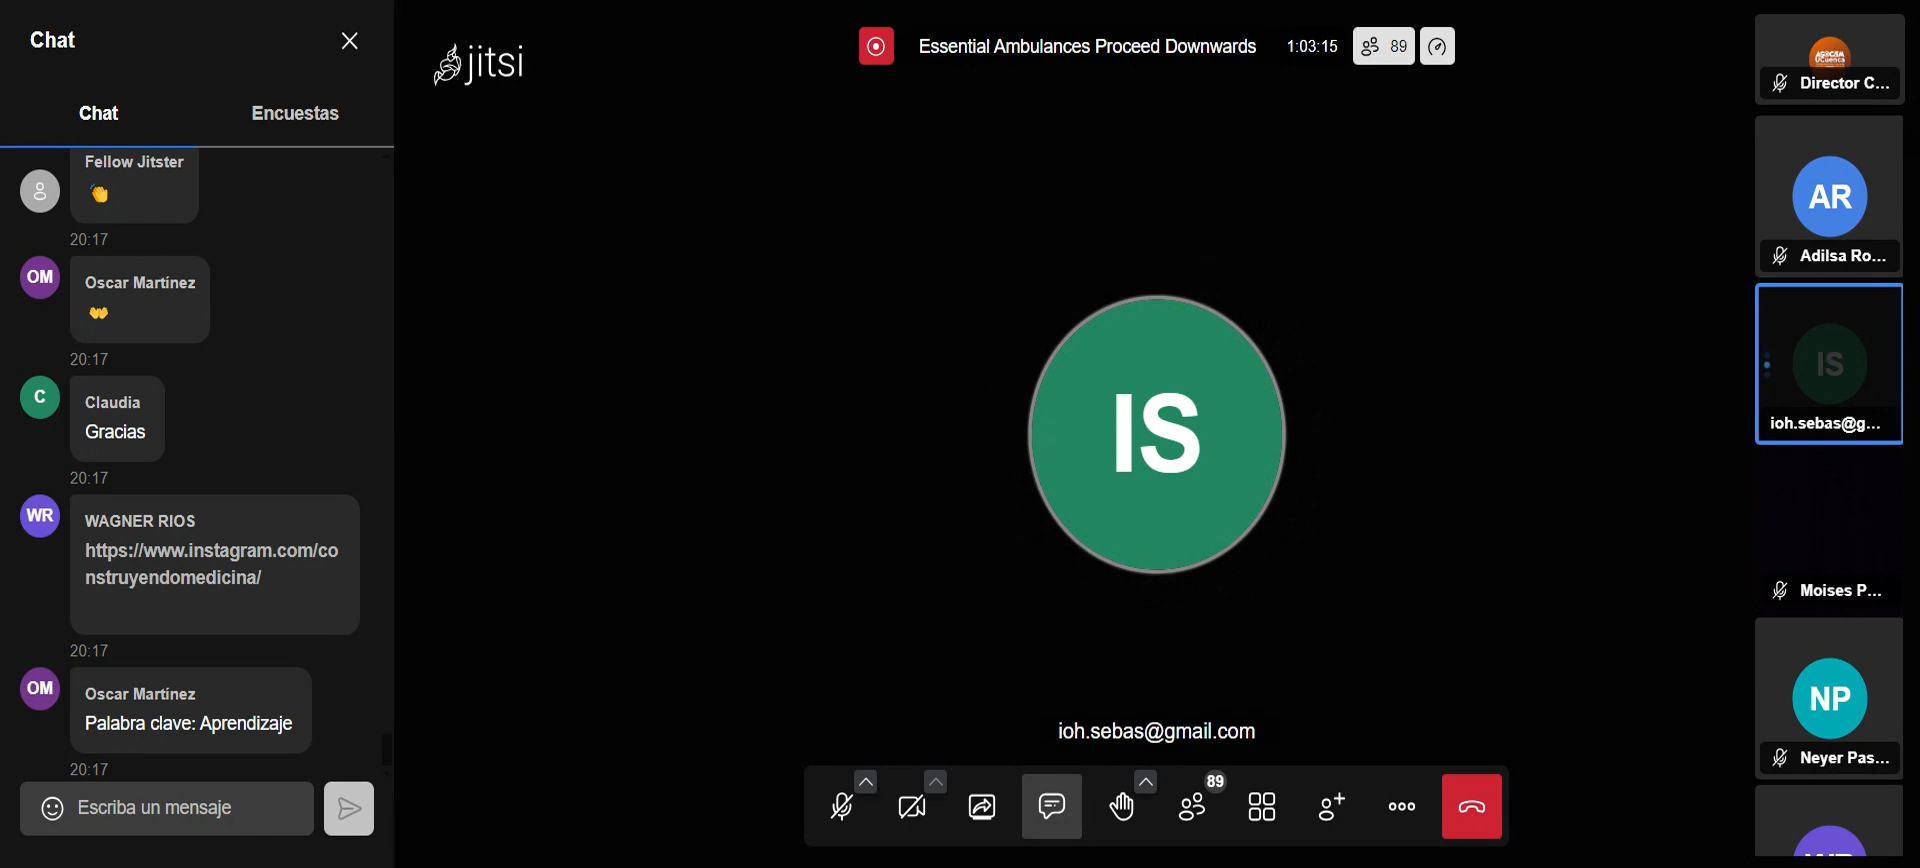 Chat
Chat
Encuestas
Fellow Jitster
20:17
OM
Oscar Martínez
20:17
C
Claudia
Gracias
20:17
WR
WAGNER RIOS
https://www.instagram.com/co
nstruyendomedicina/
20:17
OM
Oscar Martínez
Palabra clave: Aprendizaje
20:17
Escriba un mensaje
jitsi
Essential Ambulances Proceed Downwards
1:03:15
89
IS
ioh.sebas@gmail.com
89
UCuenca
Director C...
AR
Adilsa Ro...
IS
ioh.sebas@g...
Moises P...
NP
Neyer Pas...